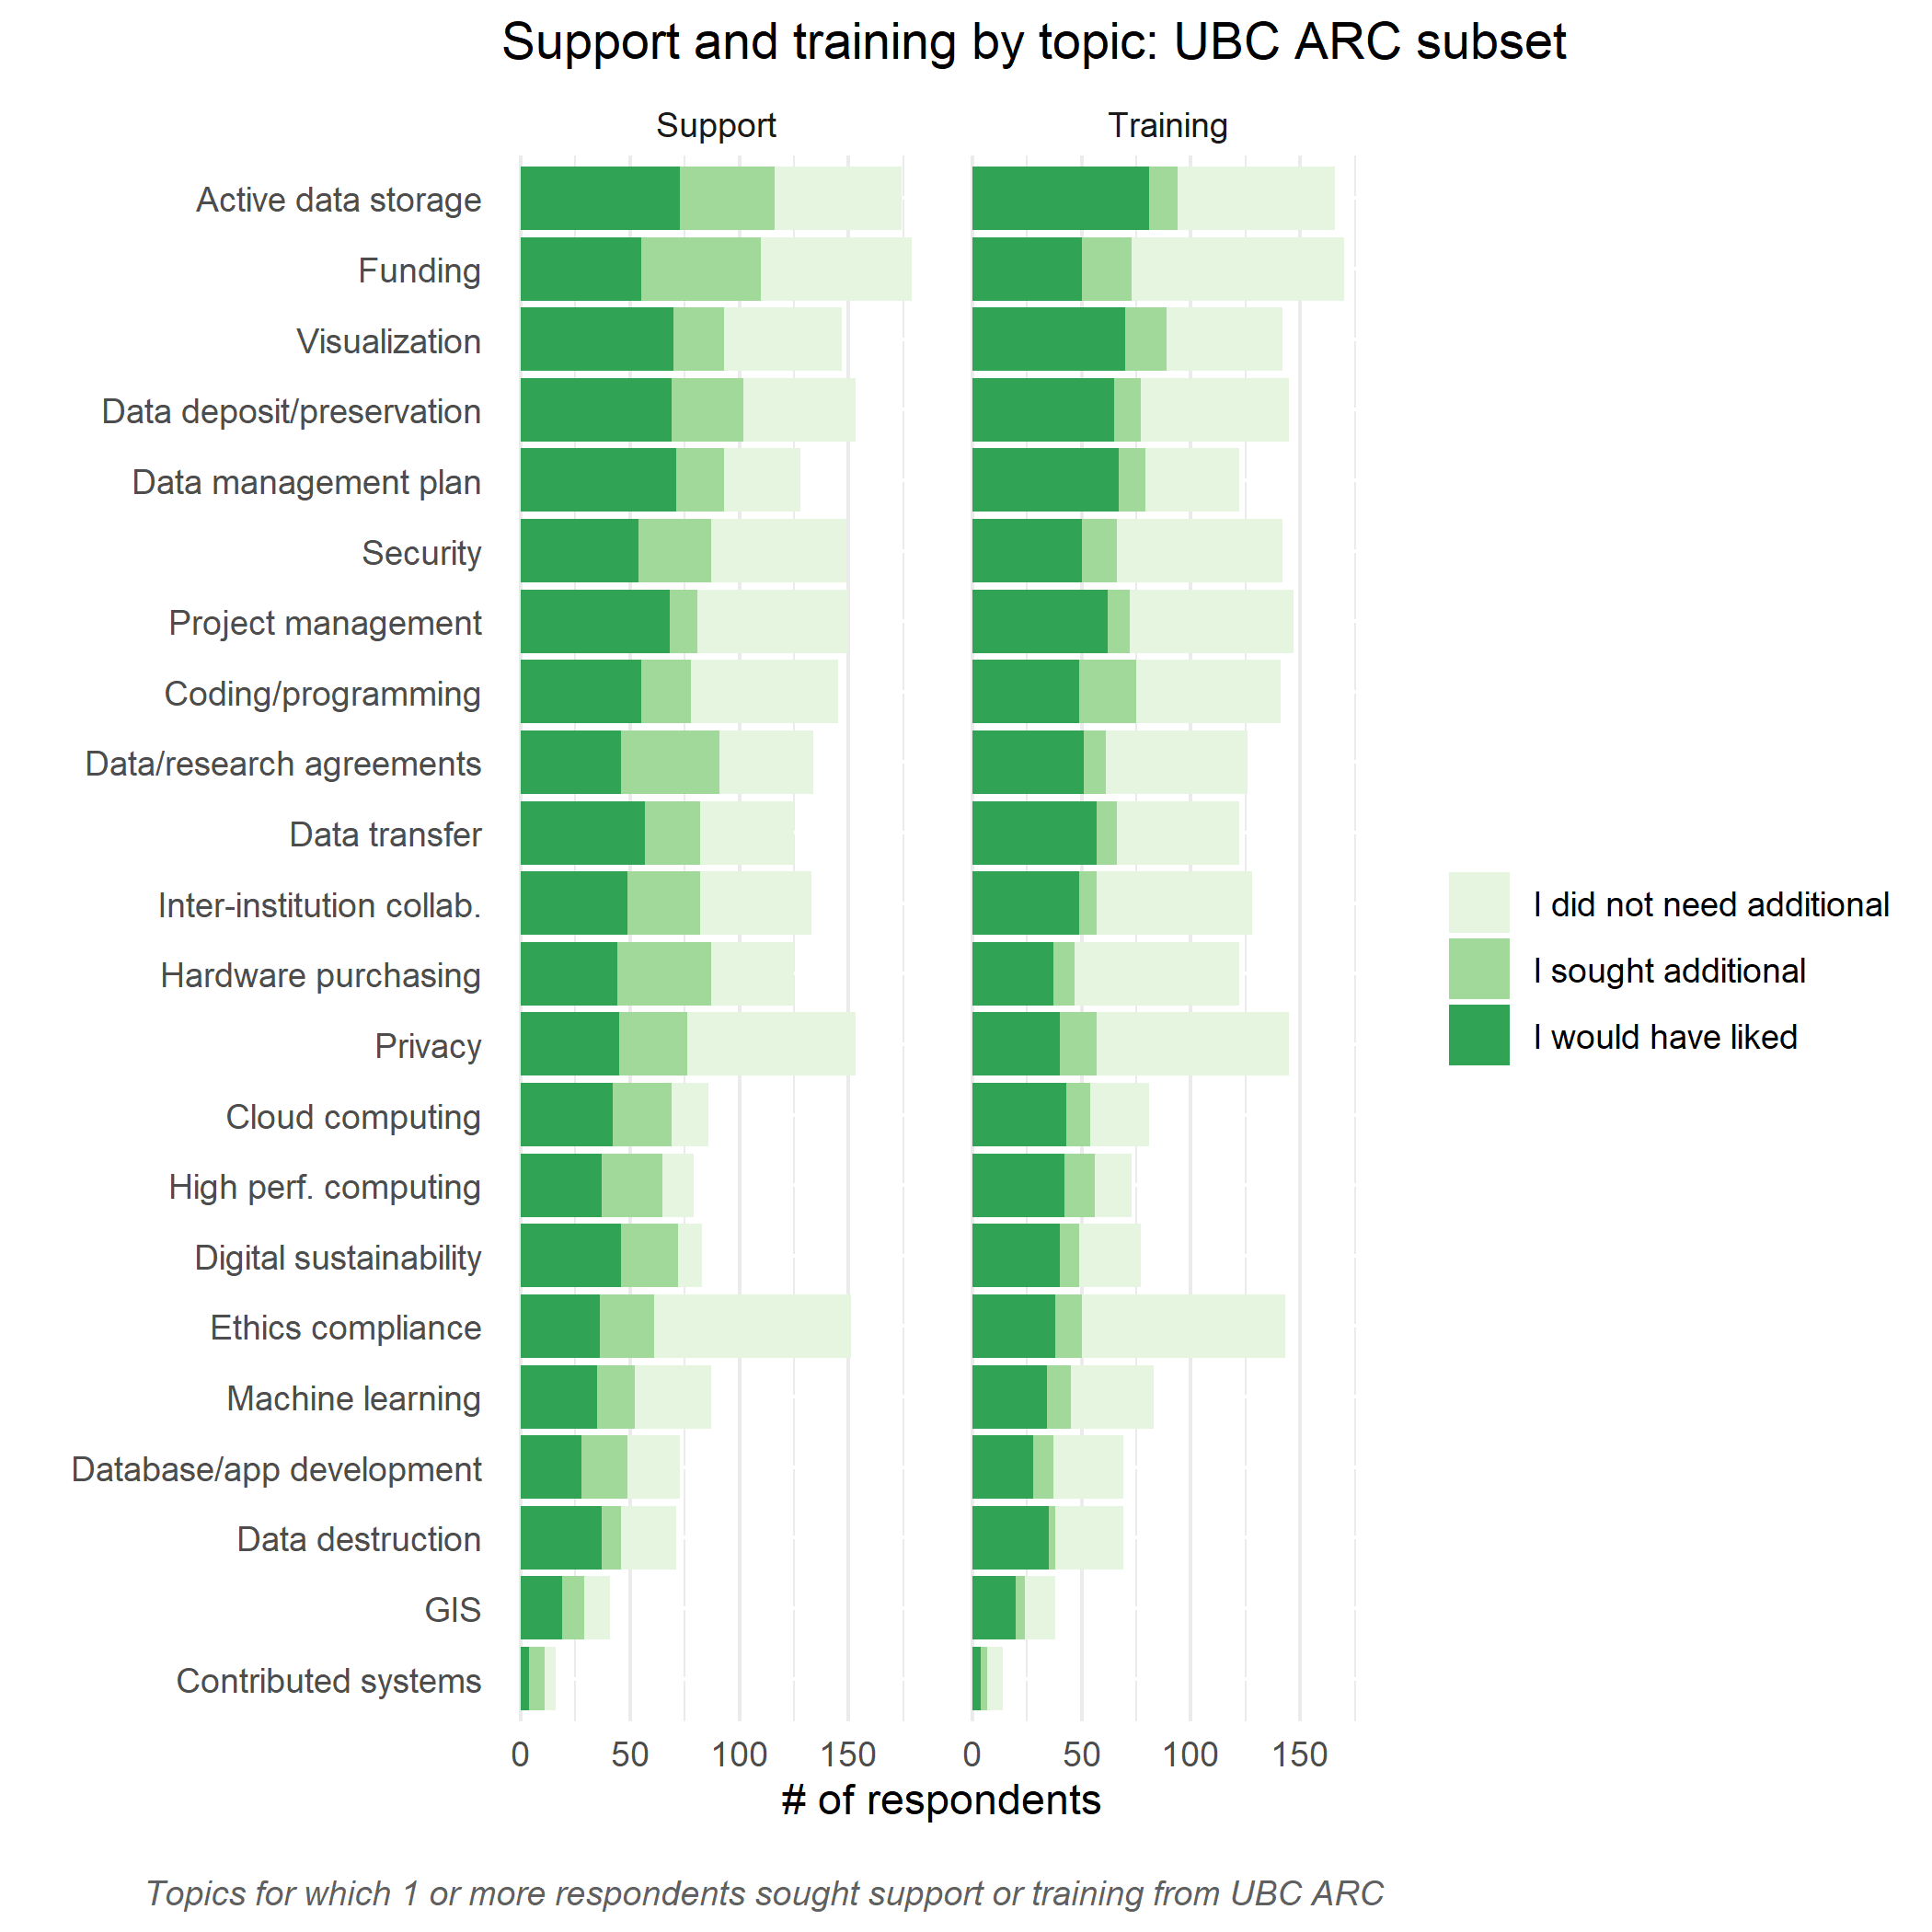 Support and training by topic: UBC ARC subset
Support
Training
Active data storage
Funding
Visualization
Data deposit/preservation
Data management plan
Security
Project management
Coding/programming
Data/research agreements
Data transfer
Inter-institution collab.
Hardware purchasing
Privacy
Cloud computing
High perf. computing
Digital sustainability
Ethics compliance
Machine learning
Database/app development
Data destruction
GIS
Contributed systems
0 50 100 150
0 50 100 150
# of respondents
I did not need additional
I sought additional
I would have liked
Topics for which 1 or more respondents sought support or training from UBC ARC